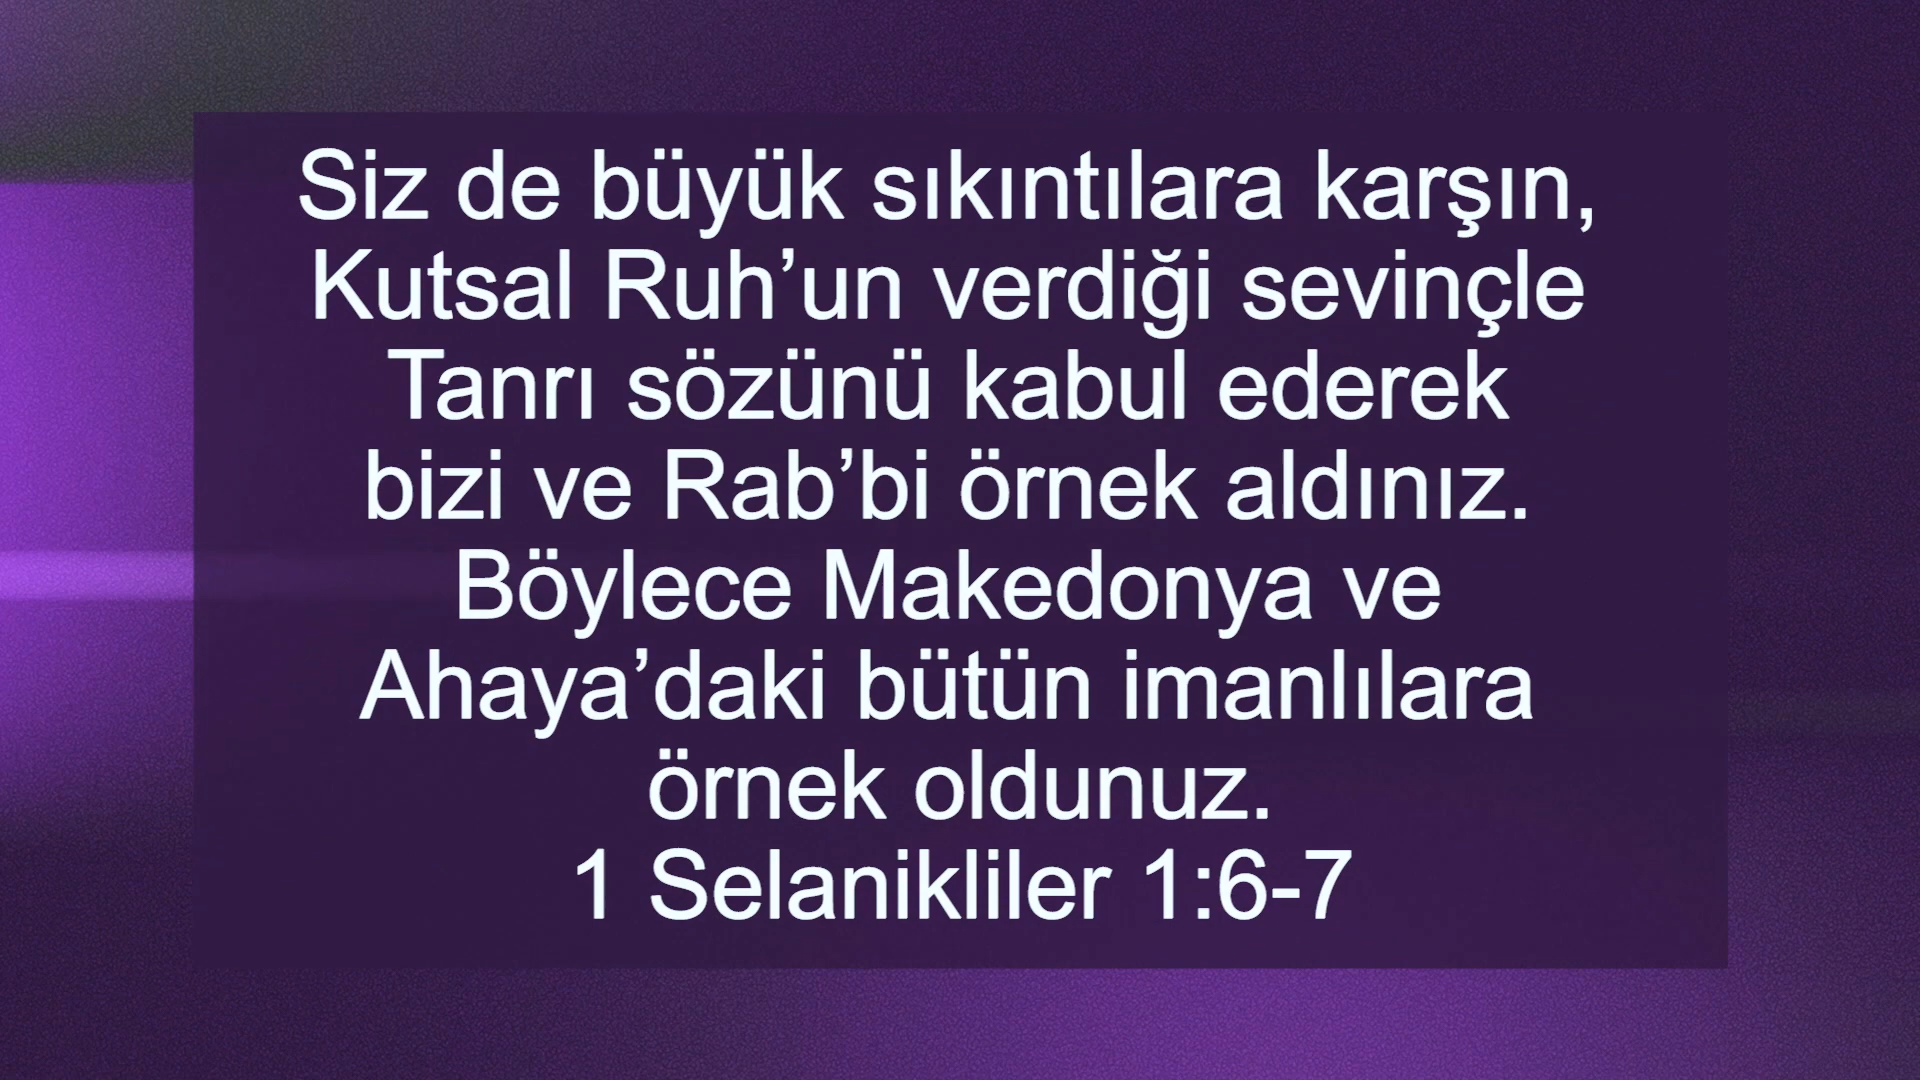 Siz de büyük sıkıntılara karşın,
Kutsal Ruh’un verdiği sevinçle
Tanrı sözünü kabul ederek
bizi ve Rab’bi örnek aldınız.
Böylece Makedonya ve
Ahaya’daki bütün imanlılara
örnek oldunuz.
1 Selanikliler 1:6-7